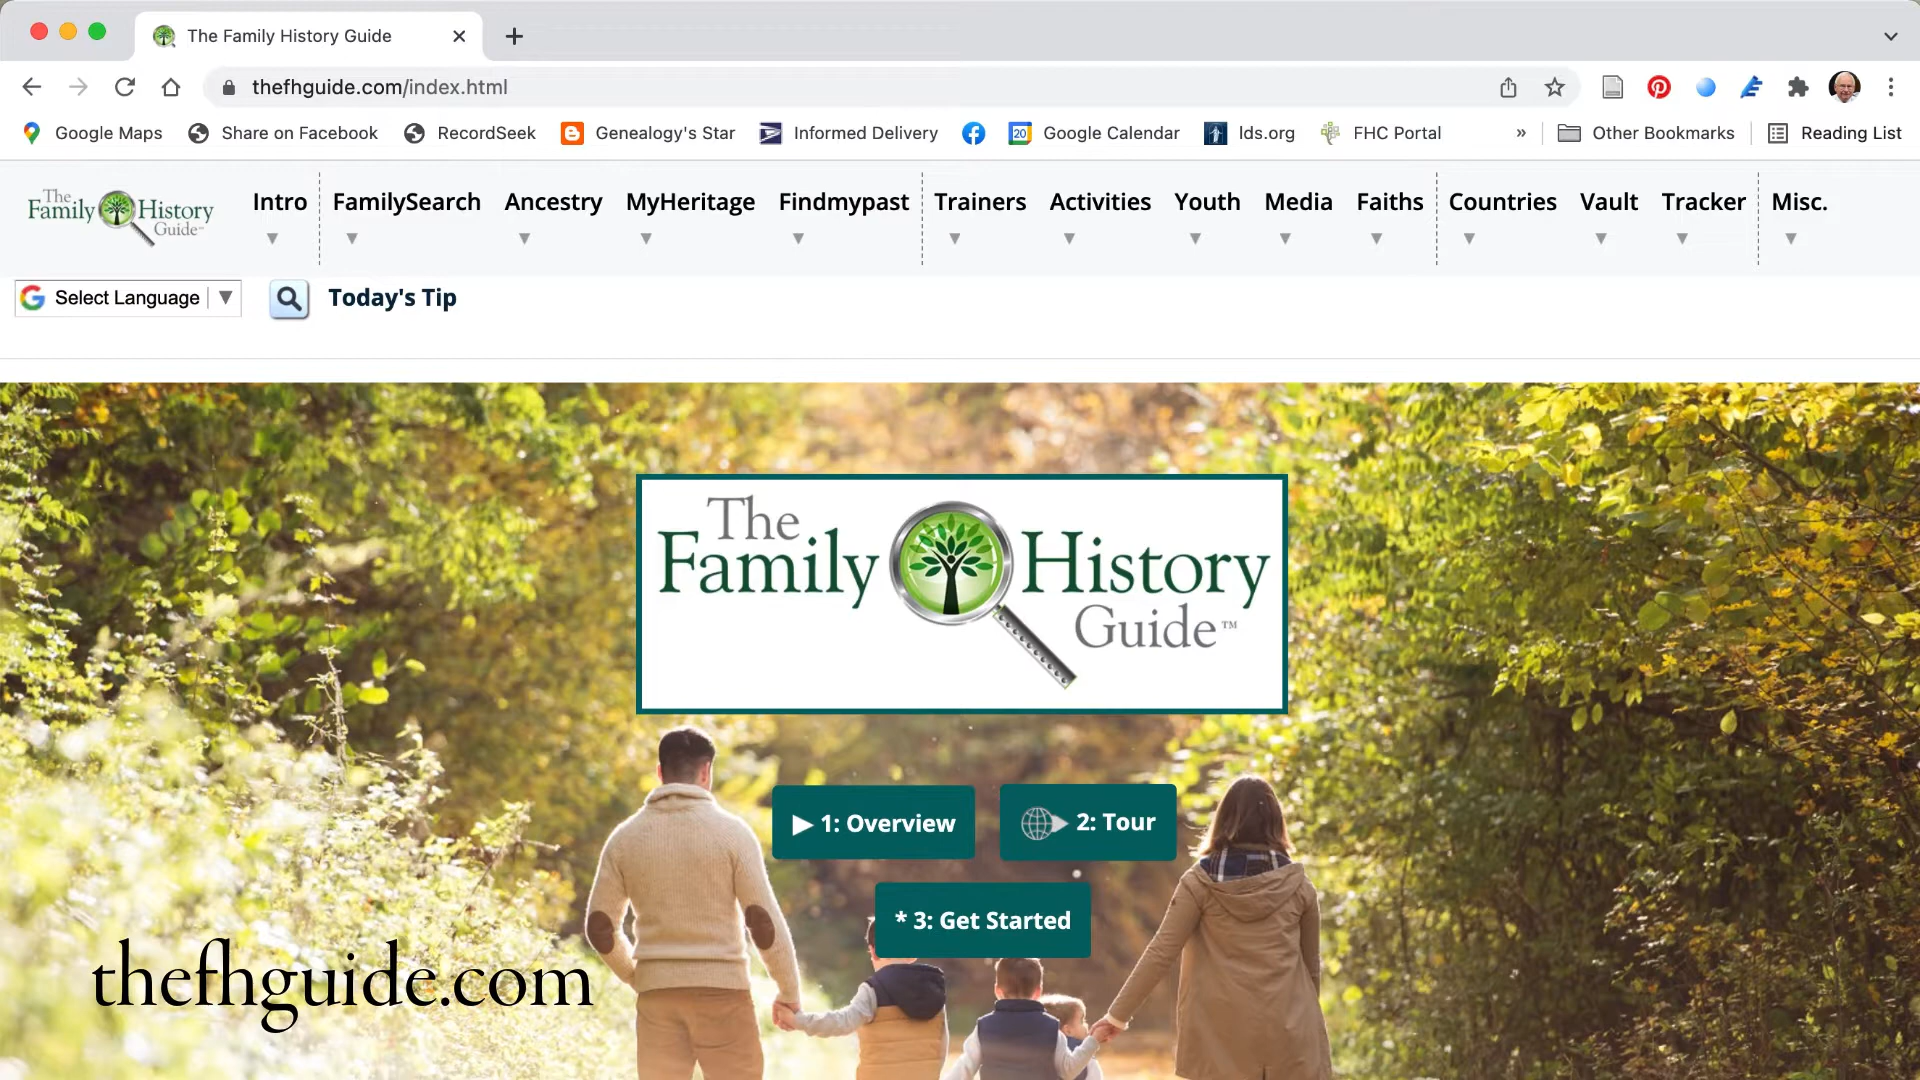 The Family History Guide
thefhguide.com/index.html
Google Maps Share on Facebook RecordSeek Genealogy's Star Informed Delivery Google Calendar lds.org FHC Portal » Other Bookmarks Reading List
The
Family History
Guide
Intro FamilySearch Ancestry MyHeritage Findmypast Trainers Activities Youth Media Faiths Countries Vault Tracker Misc.
Select Language
Today's Tip
The
Family History
Guide™
1: Overview
2: Tour
* 3: Get Started
thefhguide.com